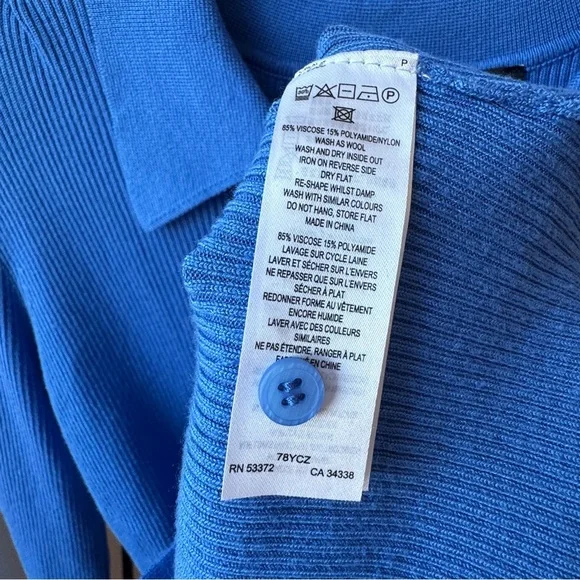 P
P
85% VISCOSE 15% POLYAMIDE/NYLON
WASH AS WOOL
WASH AND DRY INSIDE OUT
IRON ON REVERSE SIDE
DRY FLAT
RE-SHAPE WHILST DAMP
WASH WITH SIMILAR COLOURS
DO NOT HANG, STORE FLAT
MADE IN CHINA
85% VISCOSE 15% POLYAMIDE
LAVAGE SUR CYCLE LAINE
LAVER ET SÉCHER SUR L'ENVERS
NE REPASSER QUE SUR L'ENVERS
SÉCHER À PLAT
REDONNER FORME AU VÊTEMENT
ENCORE HUMIDE
LAVER AVEC DES COULEURS
SIMILAIRES
NE PAS ÉTENDRE, RANGER À PLAT
EN CHINE
78YCZ
RN 53372 CA 34338